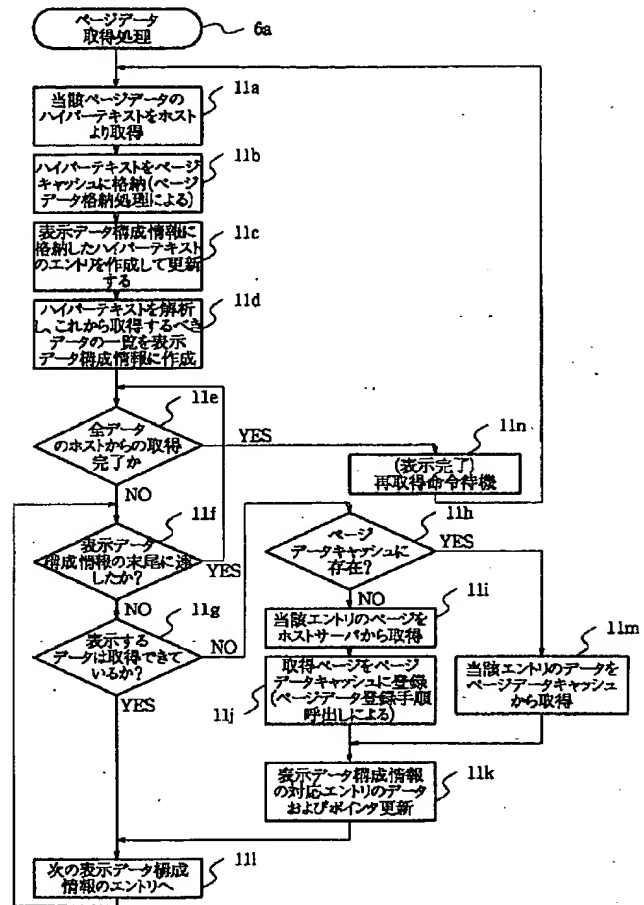 ページデータ
取得処理
6a
当該ページデータの
ハイパーテキストをホスト
より取得
11a
ハイパーテキストをページ
キャッシュに格納(ページ
データ格納処理による)
11b
表示データ構成情報に
格納したハイパーテキスト
のエントリを作成して更新
する
11c
ハイパーテキストを解析
し、これから取得するべき
データの一覧を表示
データ構成情報に作成
11d
全データ
のホストからの取得
完了か
11e
YES
NO
(表示完了)
再取得命令待機
11n
表示データ
構成情報の末尾に達
したか?
11f
YES
NO
表示する
データは取得できて
いるか?
11g
NO
YES
ページ
データキャッシュに
存在?
11h
YES
NO
当該エントリのページを
ホストサーバから取得
11i
取得ページをページ
データキャッシュに登録
(ページデータ登録手順
呼出しによる)
11j
当該エントリのデータを
ページデータキャッシュ
から取得
11m
表示データ構成情報
の対応エントリのデータ
およびポインタ更新
11k
次の表示データ構成
情報のエントリへ
11l